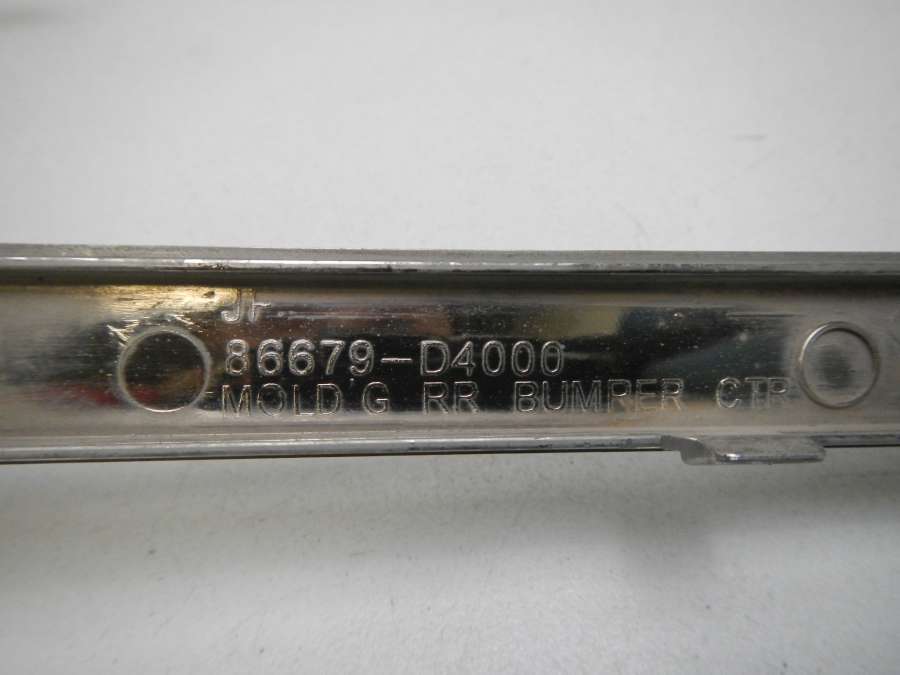 JF
86679-D4000
MOLD'G RR BUMPER CTR